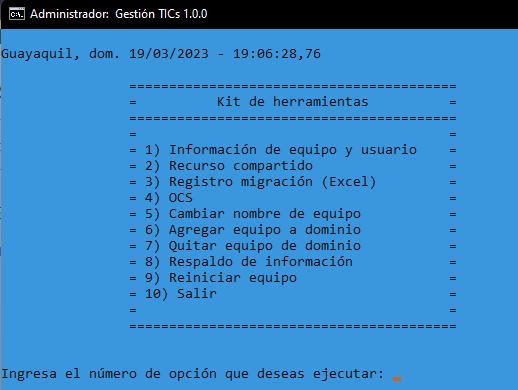 Administrador: Gestión TICs 1.0.0
Guayaquil, dom. 19/03/2023 - 19:06:28,76
=========================================
= Kit de herramientas =
=========================================
= =
= 1) Información de equipo y usuario =
= 2) Recurso compartido =
= 3) Registro migración (Excel) =
= 4) OCS =
= 5) Cambiar nombre de equipo =
= 6) Agregar equipo a dominio =
= 7) Quitar equipo de dominio =
= 8) Respaldo de información =
= 9) Reiniciar equipo =
= 10) Salir =
= =
=========================================
Ingresa el número de opción que deseas ejecutar: _